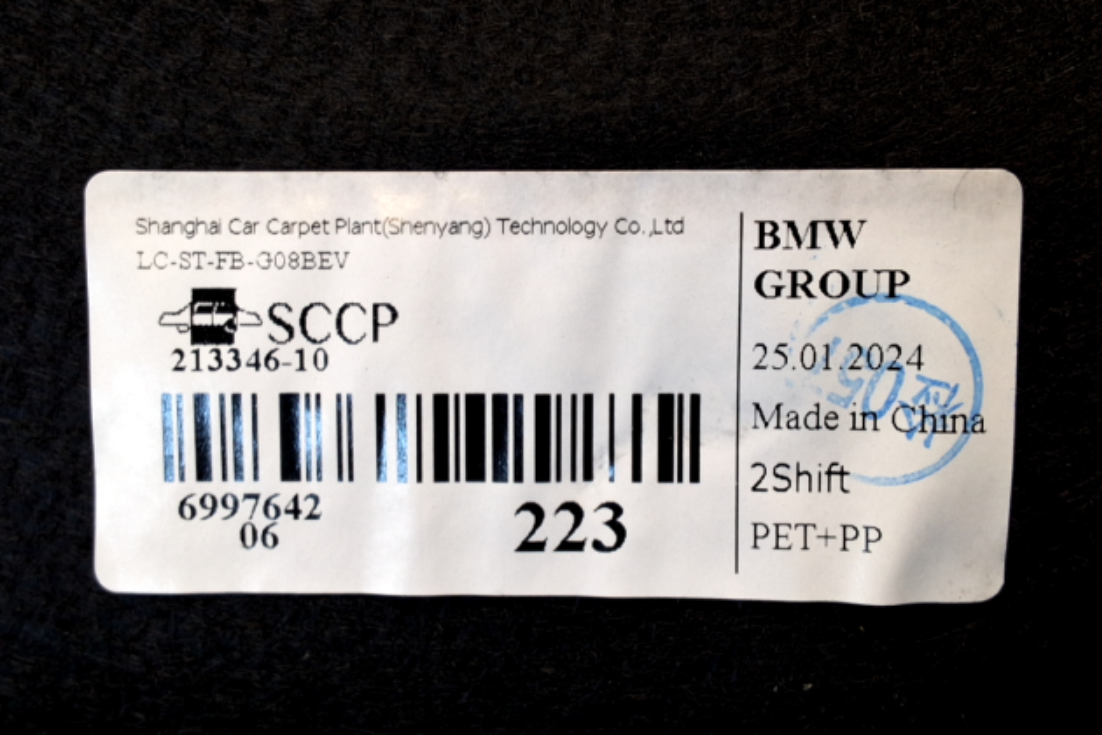 Shanghai Car Carpet Plant(Shenyang) Technology Co.,Ltd
LC-ST-FB-G08BEV
SCCP
213346-10
6997642
06
223
BMW
GROUP
25.01.2024
Made in China
2Shift
PET+PP